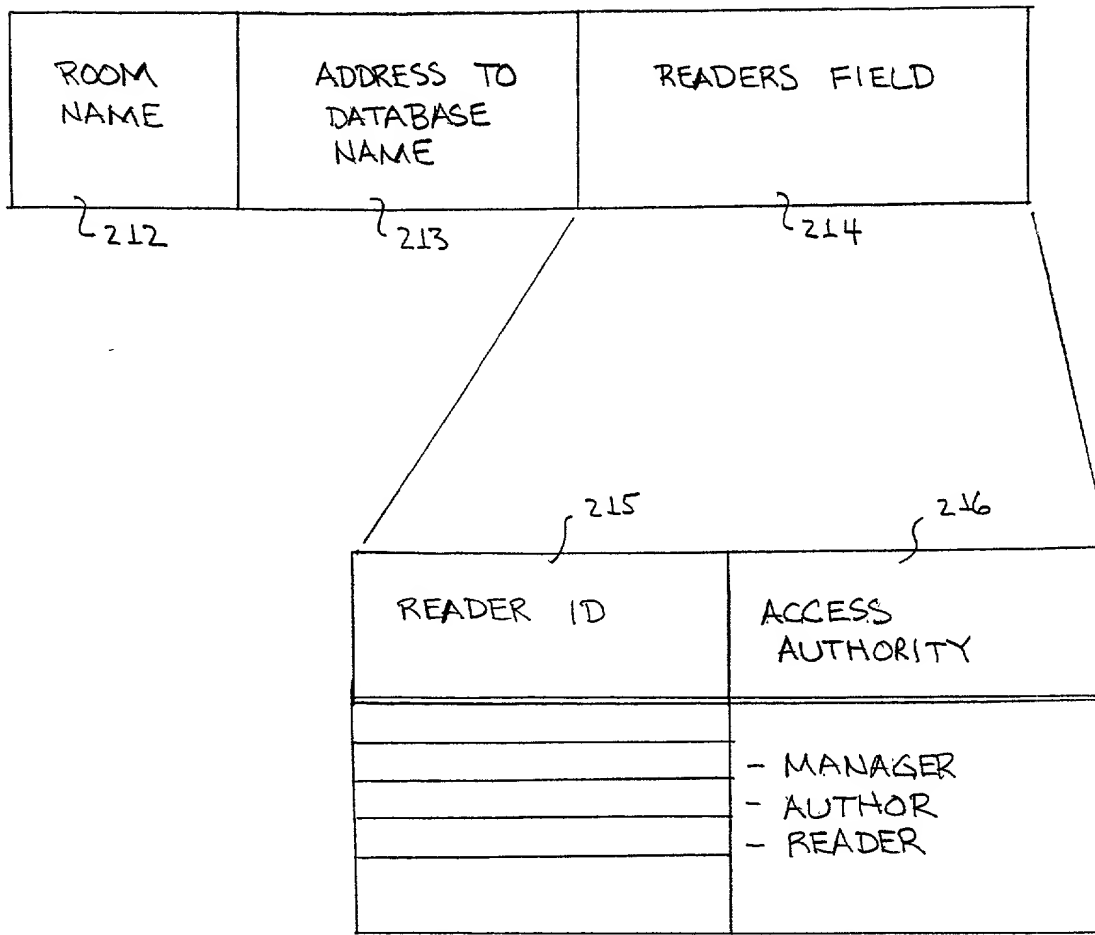 ROOM
NAME
ADDRESS TO
DATABASE
NAME
READERS FIELD
212
213
214
215
216
READER ID
ACCESS
AUTHORITY
- MANAGER
- AUTHOR
- READER